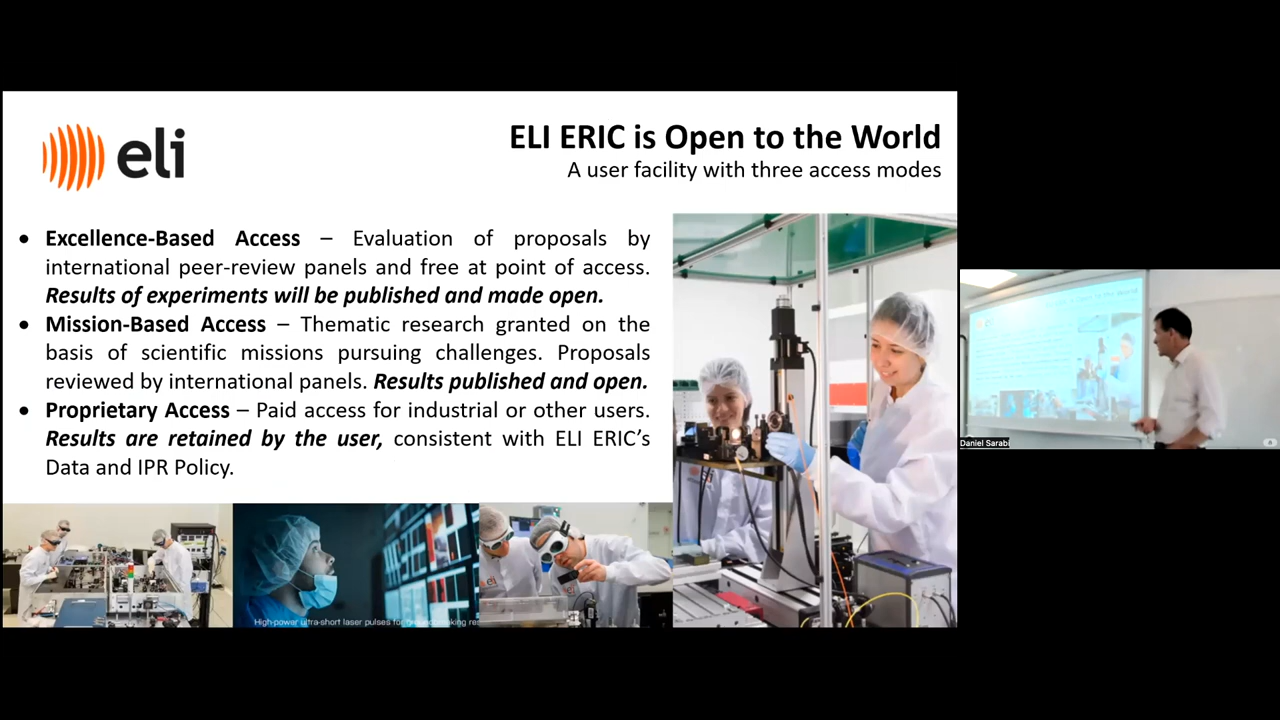 eli
ELI ERIC is Open to the World
A user facility with three access modes
• Excellence-Based Access – Evaluation of proposals by
international peer-review panels and free at point of access.
Results of experiments will be published and made open.
• Mission-Based Access – Thematic research granted on the
basis of scientific missions pursuing challenges. Proposals
reviewed by international panels. Results published and open.
• Proprietary Access – Paid access for industrial or other users.
Results are retained by the user, consistent with ELI ERIC's
Data and IPR Policy.
High-power ultra-short laser pulses for groundbreaking res
eli
Daniel Sarabi